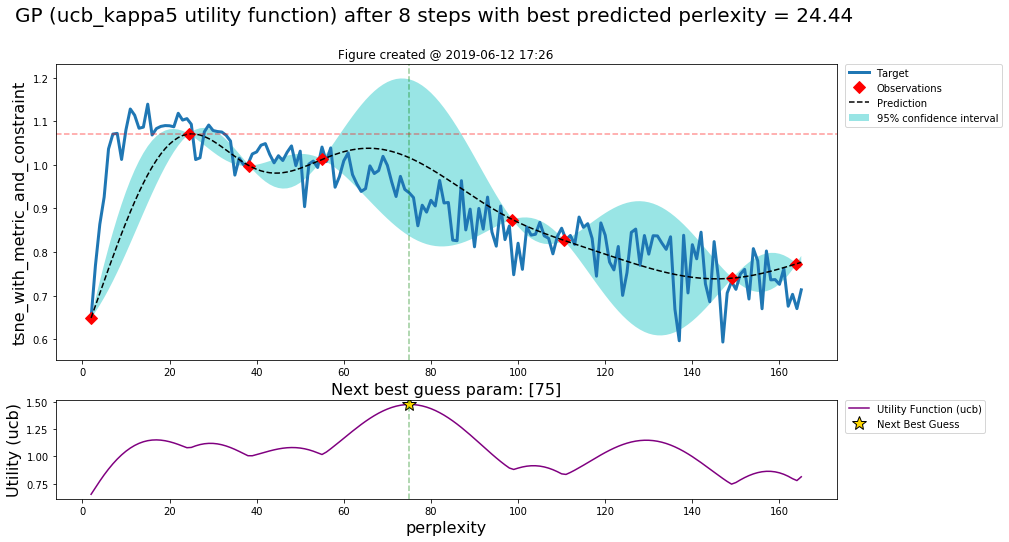 GP (ucb_kappa5 utility function) after 8 steps with best predicted perlexity = 24.44
Figure created @ 2019-06-12 17:26
tsne_with_metric_and_constraint
1.2
1.1
1.0
0.9
0.8
0.7
0.6
0 20 40 60 80 100 120 140 160
Target
Observations
Prediction
95% confidence interval
Next best guess param: [75]
Utility (ucb)
1.50
1.25
1.00
0.75
0 20 40 60 80 100 120 140 160
perplexity
Utility Function (ucb)
Next Best Guess